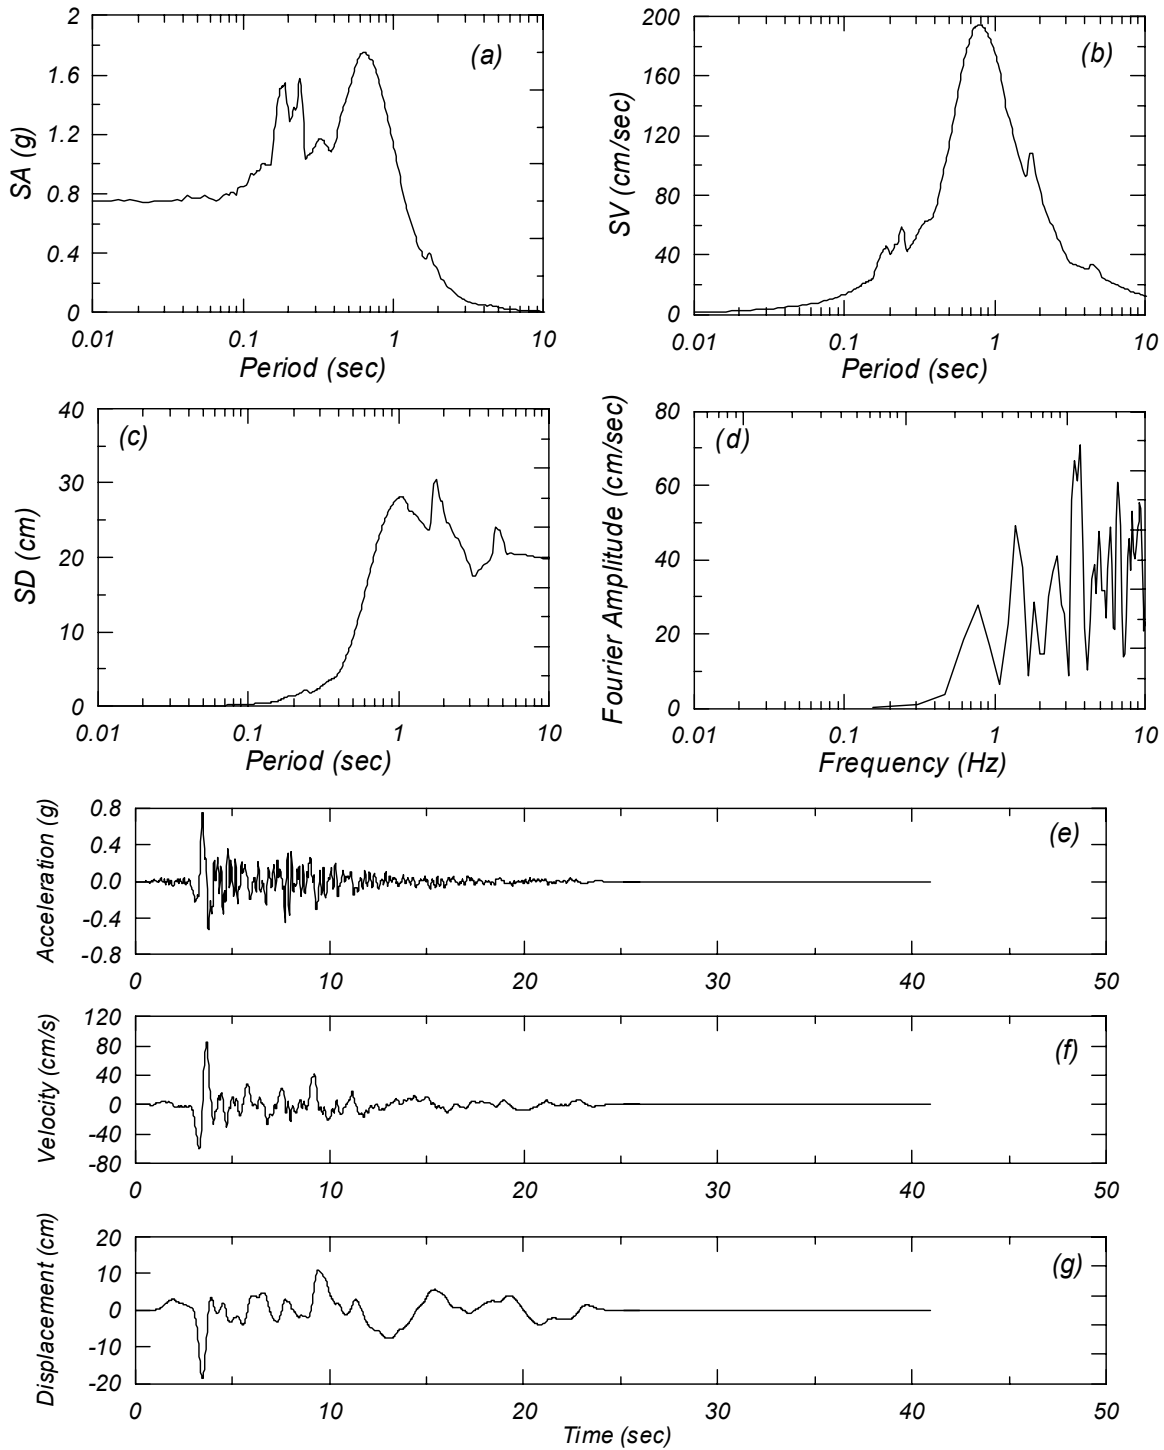 2
1.6
1.2
0.8
0.4
0
SA (g)
(a)
0.01 0.1 1 10
Period (sec)
200
160
120
80
40
0
SV (cm/sec)
(b)
0.01 0.1 1 10
Period (sec)
40
30
20
10
0
SD (cm)
(c)
0.01 0.1 1 10
Period (sec)
80
60
40
20
0
Fourier Amplitude (cm/sec)
(d)
0.01 0.1 1 10
Frequency (Hz)
0.8
0.4
0.0
-0.4
-0.8
Acceleration (g)
(e)
0 10 20 30 40 50
120
80
40
0
-40
-80
Velocity (cm/s)
(f)
0 10 20 30 40 50
20
10
0
-10
-20
Displacement (cm)
(g)
0 10 20 30 40 50
Time (sec)